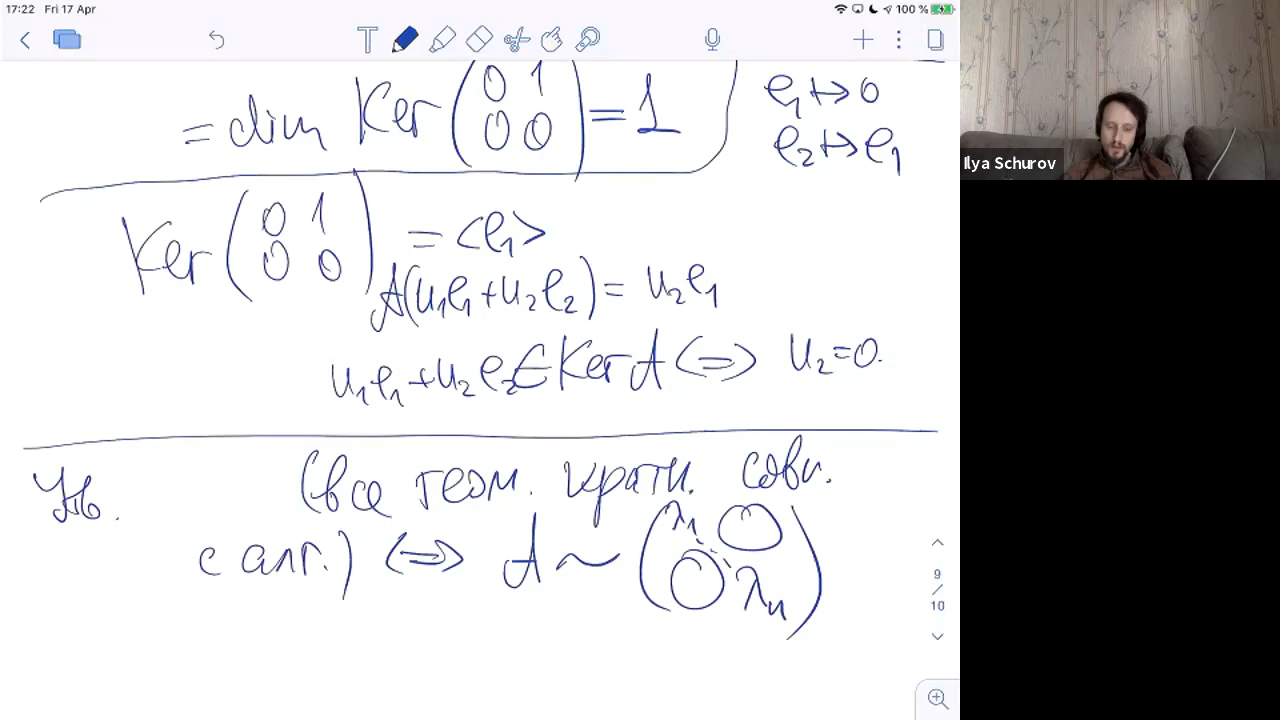 17:22 Fri 17 Apr
100 %
T
= dim Ker (0 1
0 0) = 1
e₁ ↦ 0
e₂ ↦ e₁
Ker (0 1
0 0) = <e₁>
A(u₁e₁+u₂e₂) = u₂e₁
u₁e₁+u₂e₂ ∈ Ker A <=> u₂=0.
Утв. (все геом. кратн. совп.
с алг.) <=> A ~ (λ₁ 0
0 λₙ)
9
/
10
Ilya Schurov